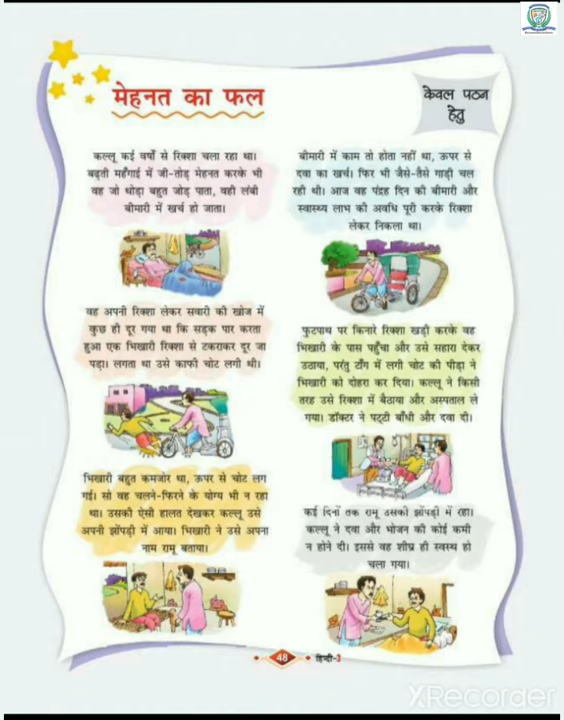 मेहनत का फल
केवल पठन
हेतु
कल्लू कई वर्षों से रिक्शा चला रहा था।
बढ़ती महँगाई में जी-तोड़ मेहनत करके भी
वह जो थोड़ा बहुत जोड़ पाता, वही लंबी
बीमारी में खर्च हो जाता।
बीमारी में काम तो होता नहीं था, ऊपर से
दवा का खर्च। फिर भी जैसे-तैसे गाड़ी चल
रही थी। आज वह पंद्रह दिन की बीमारी और
स्वास्थ्य लाभ की अवधि पूरी करके रिक्शा
लेकर निकला था।
वह अपनी रिक्शा लेकर सवारी की खोज में
कुछ ही दूर गया था कि सड़क पार करता
हुआ एक भिखारी रिक्शा से टकराकर दूर जा
पड़ा। लगता था उसे काफी चोट लगी थी।
फुटपाथ पर किनारे रिक्शा खड़ी करके वह
भिखारी के पास पहुँचा और उसे सहारा देकर
उठाया, परंतु टाँग में लगी चोट की पीड़ा ने
भिखारी को दोहरा कर दिया। कल्लू ने किसी
तरह उसे रिक्शा में बैठाया और अस्पताल ले
गया। डॉक्टर ने पट्टी बाँधी और दवा दी।
भिखारी बहुत कमजोर था, ऊपर से चोट लग
गई। सो वह चलने-फिरने के योग्य भी न रहा
था। उसकी ऐसी हालत देखकर कल्लू उसे
अपनी झोंपड़ी में आया। भिखारी ने उसे अपना
नाम रामू बताया।
कई दिनों तक रामू उसकी झोंपड़ी में रहा।
कल्लू ने दवा और भोजन की कोई कमी
न होने दी। इससे वह शीघ्र ही स्वस्थ हो
चला गया।
48
हिन्दी-3
XRecorder